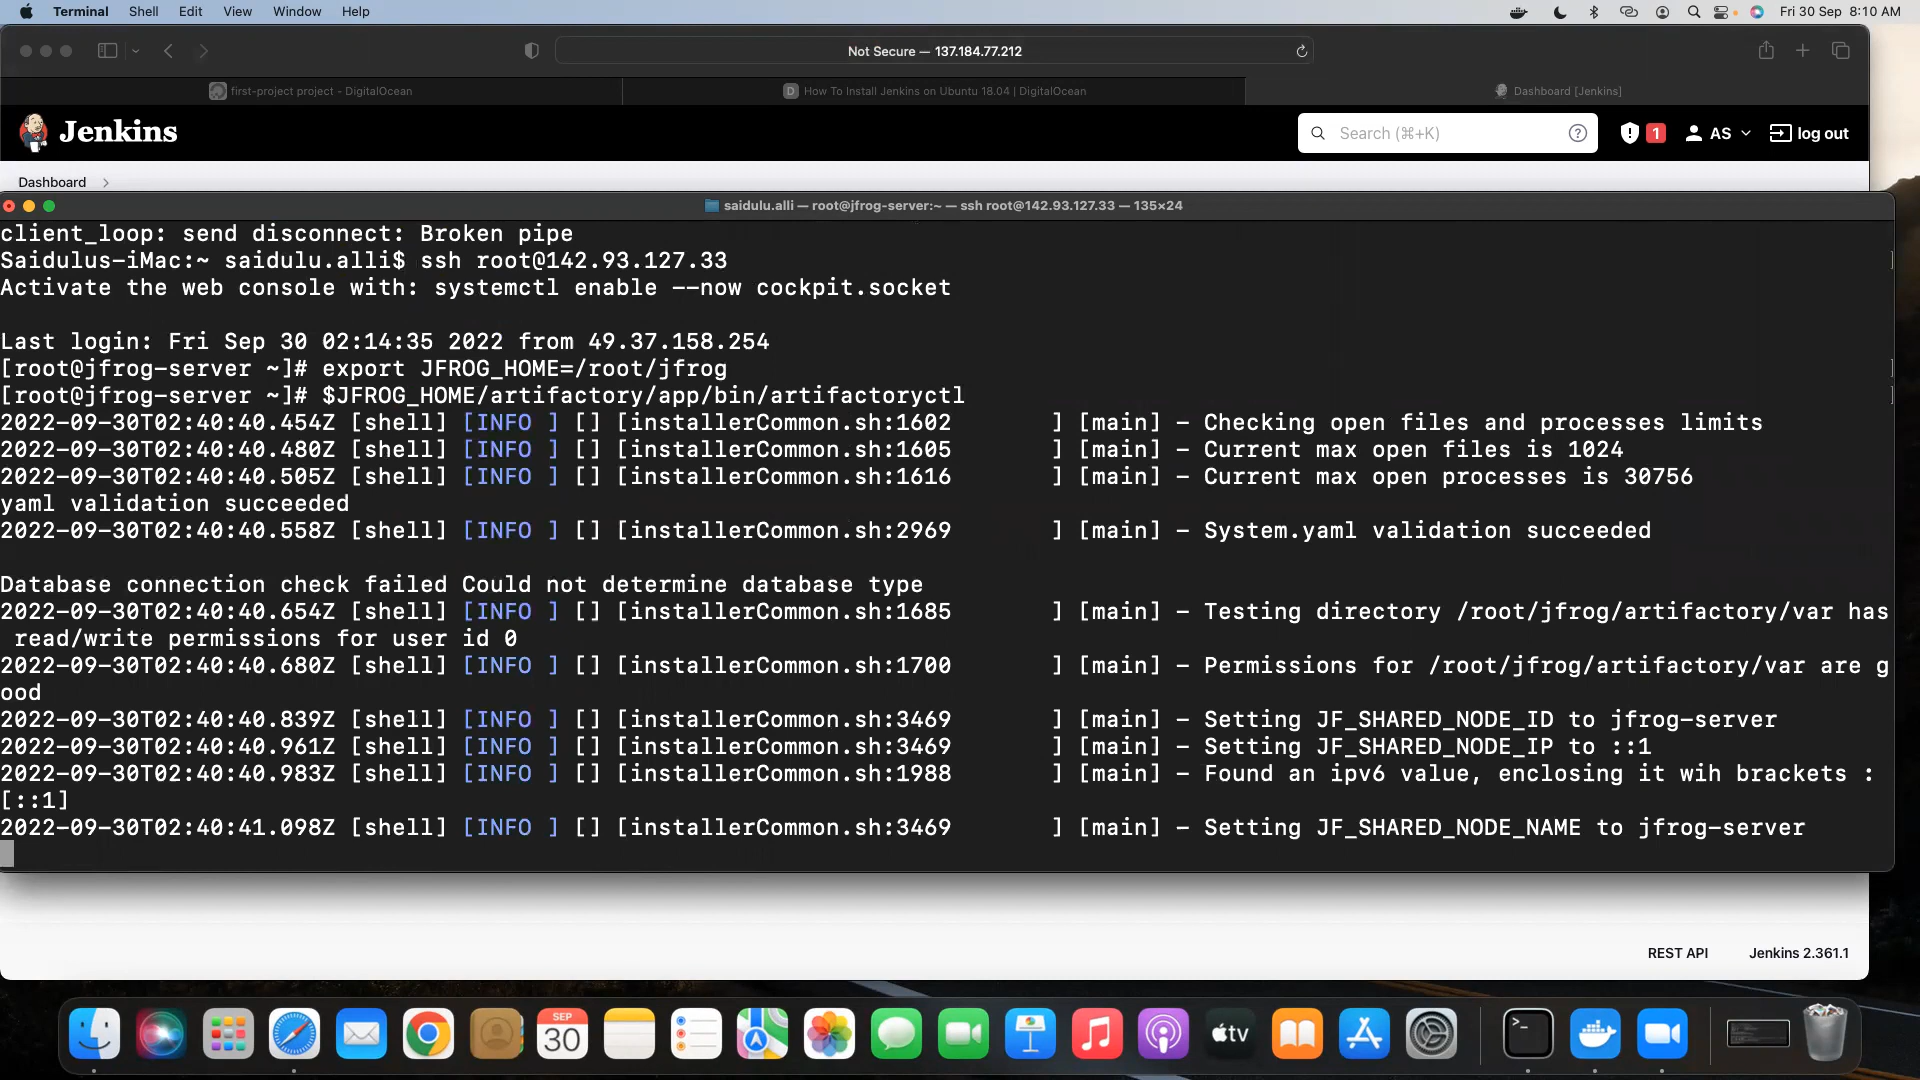 Terminal Shell Edit View Window Help Fri 30 Sep 8:10 AM
Not Secure — 137.184.77.212
first-project project - DigitalOcean
D How To Install Jenkins on Ubuntu 18.04 | DigitalOcean
Dashboard [Jenkins]
Jenkins Search (⌘+K) ? 1 AS log out
Dashboard
saidulu.alli — root@jfrog-server:~ — ssh root@142.93.127.33 — 135×24
client_loop: send disconnect: Broken pipe
Saidulus-iMac:~ saidulu.alli$ ssh root@142.93.127.33
Activate the web console with: systemctl enable --now cockpit.socket
Last login: Fri Sep 30 02:14:35 2022 from 49.37.158.254
[root@jfrog-server ~]# export JFROG_HOME=/root/jfrog
[root@jfrog-server ~]# $JFROG_HOME/artifactory/app/bin/artifactoryctl
2022-09-30T02:40:40.454Z [shell] [INFO ] [] [installerCommon.sh:1602 ] [main] - Checking open files and processes limits
2022-09-30T02:40:40.480Z [shell] [INFO ] [] [installerCommon.sh:1605 ] [main] - Current max open files is 1024
2022-09-30T02:40:40.505Z [shell] [INFO ] [] [installerCommon.sh:1616 ] [main] - Current max open processes is 30756
yaml validation succeeded
2022-09-30T02:40:40.558Z [shell] [INFO ] [] [installerCommon.sh:2969 ] [main] - System.yaml validation succeeded
Database connection check failed Could not determine database type
2022-09-30T02:40:40.654Z [shell] [INFO ] [] [installerCommon.sh:1685 ] [main] - Testing directory /root/jfrog/artifactory/var has
read/write permissions for user id 0
2022-09-30T02:40:40.680Z [shell] [INFO ] [] [installerCommon.sh:1700 ] [main] - Permissions for /root/jfrog/artifactory/var are g
ood
2022-09-30T02:40:40.839Z [shell] [INFO ] [] [installerCommon.sh:3469 ] [main] - Setting JF_SHARED_NODE_ID to jfrog-server
2022-09-30T02:40:40.961Z [shell] [INFO ] [] [installerCommon.sh:3469 ] [main] - Setting JF_SHARED_NODE_IP to ::1
2022-09-30T02:40:40.983Z [shell] [INFO ] [] [installerCommon.sh:1988 ] [main] - Found an ipv6 value, enclosing it wih brackets :
[::1]
2022-09-30T02:40:41.098Z [shell] [INFO ] [] [installerCommon.sh:3469 ] [main] - Setting JF_SHARED_NODE_NAME to jfrog-server
REST API Jenkins 2.361.1
SEP
30
tv